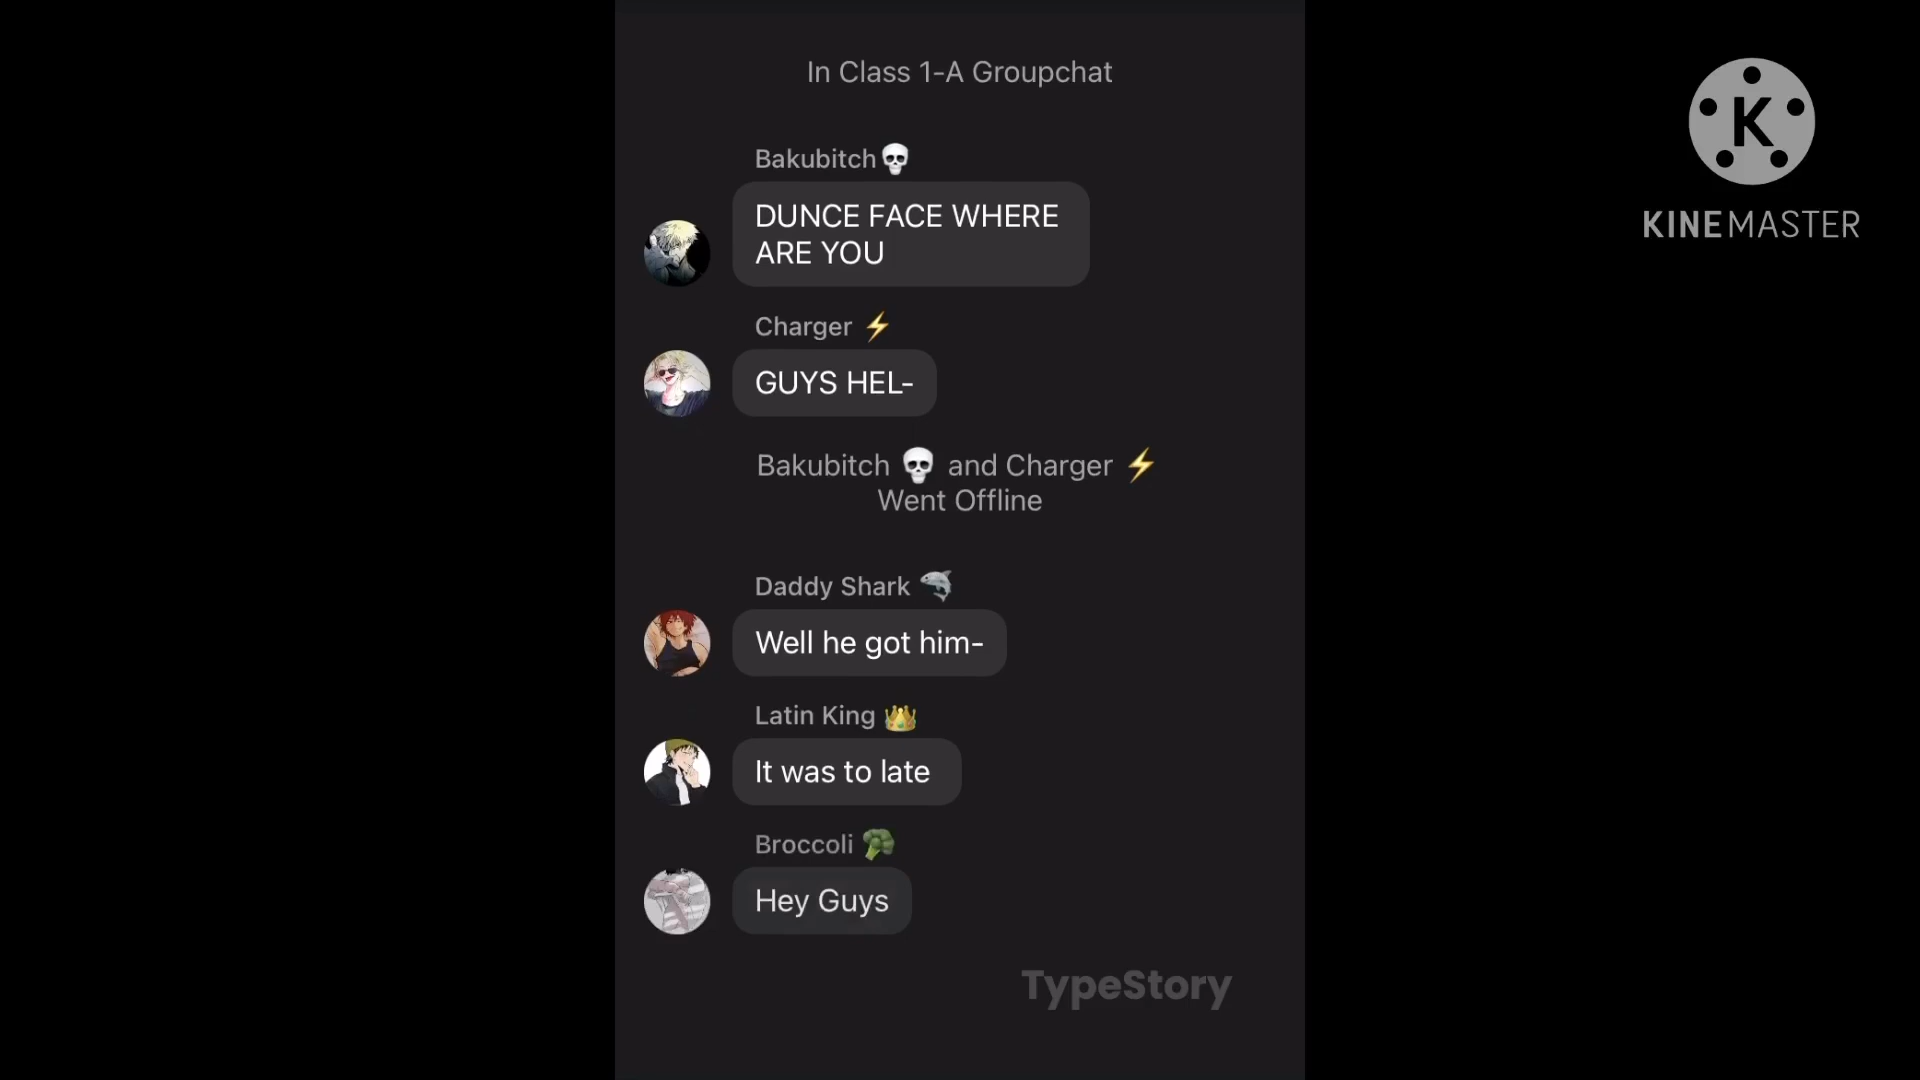 In Class 1-A Groupchat
Bakubitch💀
DUNCE FACE WHERE
ARE YOU
Charger ⚡
GUYS HEL-
Bakubitch 💀 and Charger ⚡
Went Offline
Daddy Shark 🦈
Well he got him-
Latin King 👑
It was to late
Broccoli 🥦
Hey Guys
TypeStory
K
KINEMASTER